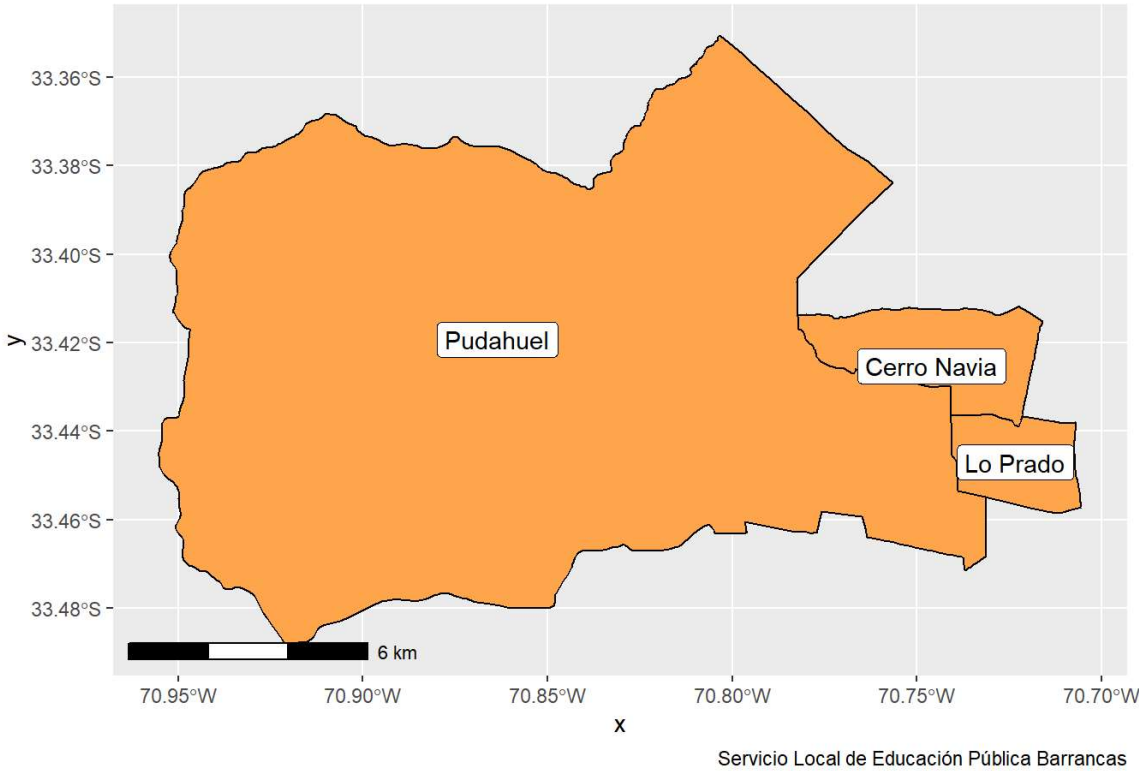 33.36°S
33.38°S
33.40°S
33.42°S
33.44°S
33.46°S
33.48°S
y
Pudahuel
Cerro Navia
Lo Prado
6 km
70.95°W 70.90°W 70.85°W 70.80°W 70.75°W 70.70°W
x
Servicio Local de Educación Pública Barrancas